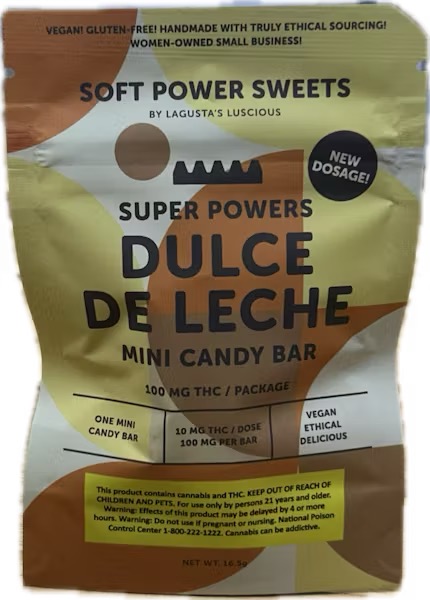 VEGAN! GLUTEN-FREE! HANDMADE WITH TRULY ETHICAL SOURCING!
WOMEN-OWNED SMALL BUSINESS!
SOFT POWER SWEETS
BY LAGUSTA'S LUSCIOUS
NEW
DOSAGE!
SUPER POWERS
DULCE
DE LECHE
MINI CANDY BAR
100 MG THC / PACKAGE
ONE MINI
CANDY BAR
10 MG THC / DOSE
100 MG PER BAR
VEGAN
ETHICAL
DELICIOUS
This product contains cannabis and THC. KEEP OUT OF REACH OF
CHILDREN AND PETS. For use only by persons 21 years and older.
Warning: Effects of this product may be delayed by 4 or more
hours. Warning: Do not use if pregnant or nursing. National Poison
Control Center 1-800-222-1222. Cannabis can be addictive.
NET WT. 16.5g